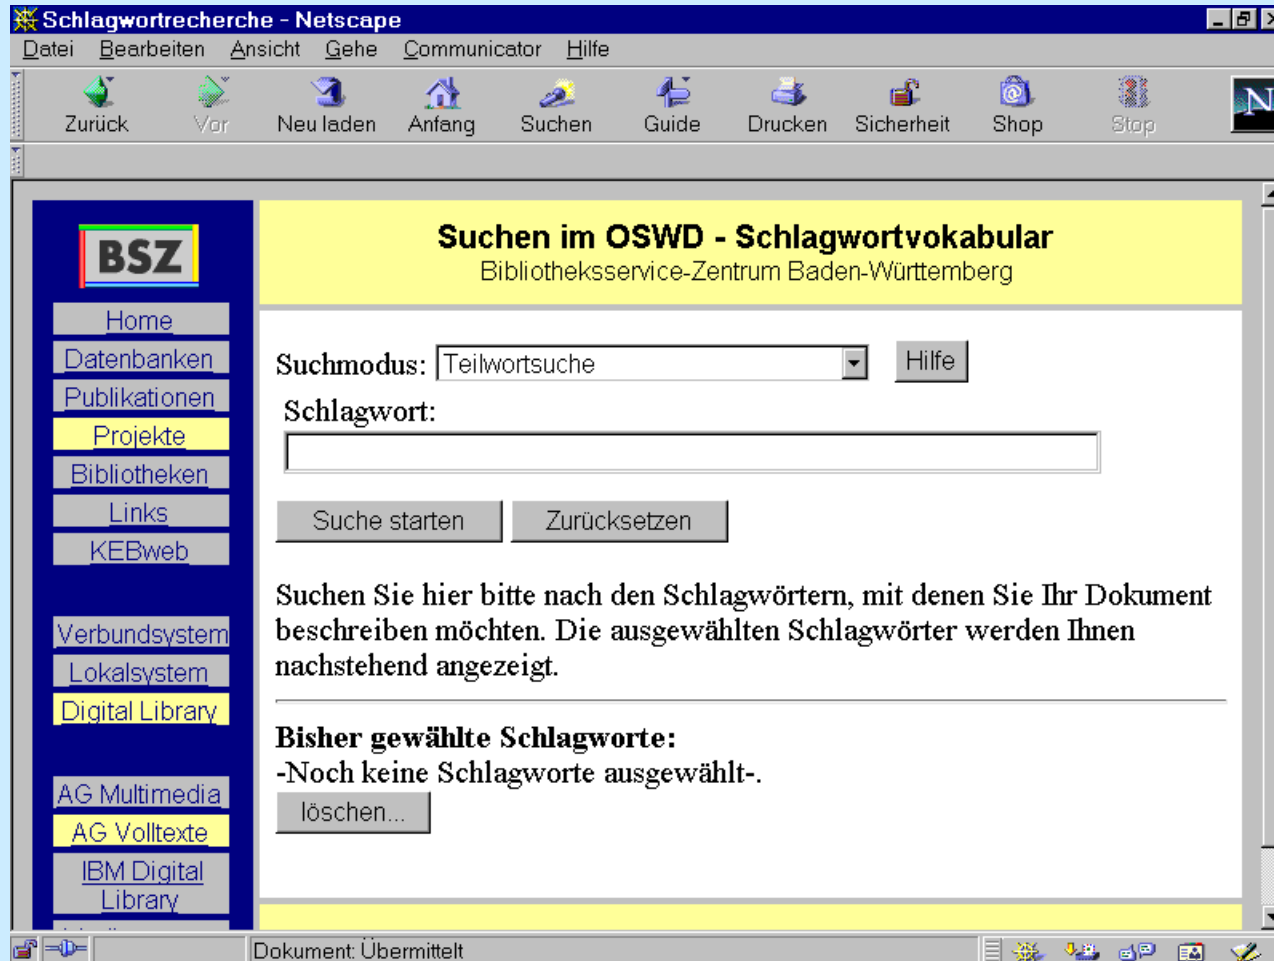 Schlagwortrecherche - Netscape
Datei Bearbeiten Ansicht Gehe Communicator Hilfe
Zurück Vor Neu laden Anfang Suchen Guide Drucken Sicherheit Shop Stop
N
BSZ
Home
Datenbanken
Publikationen
Projekte
Bibliotheken
Links
KEBweb
Verbundsystem
Lokalsystem
Digital Library
AG Multimedia
AG Volltexte
IBM Digital
Library
Suchen im OSWD - Schlagwortvokabular
Bibliotheksservice-Zentrum Baden-Württemberg
Suchmodus: Teilwortsuche Hilfe
Schlagwort:
Suche starten Zurücksetzen
Suchen Sie hier bitte nach den Schlagwörtern, mit denen Sie Ihr Dokument
beschreiben möchten. Die ausgewählten Schlagwörter werden Ihnen
nachstehend angezeigt.
Bisher gewählte Schlagworte:
-Noch keine Schlagworte ausgewählt-.
löschen...
Dokument: Übermittelt